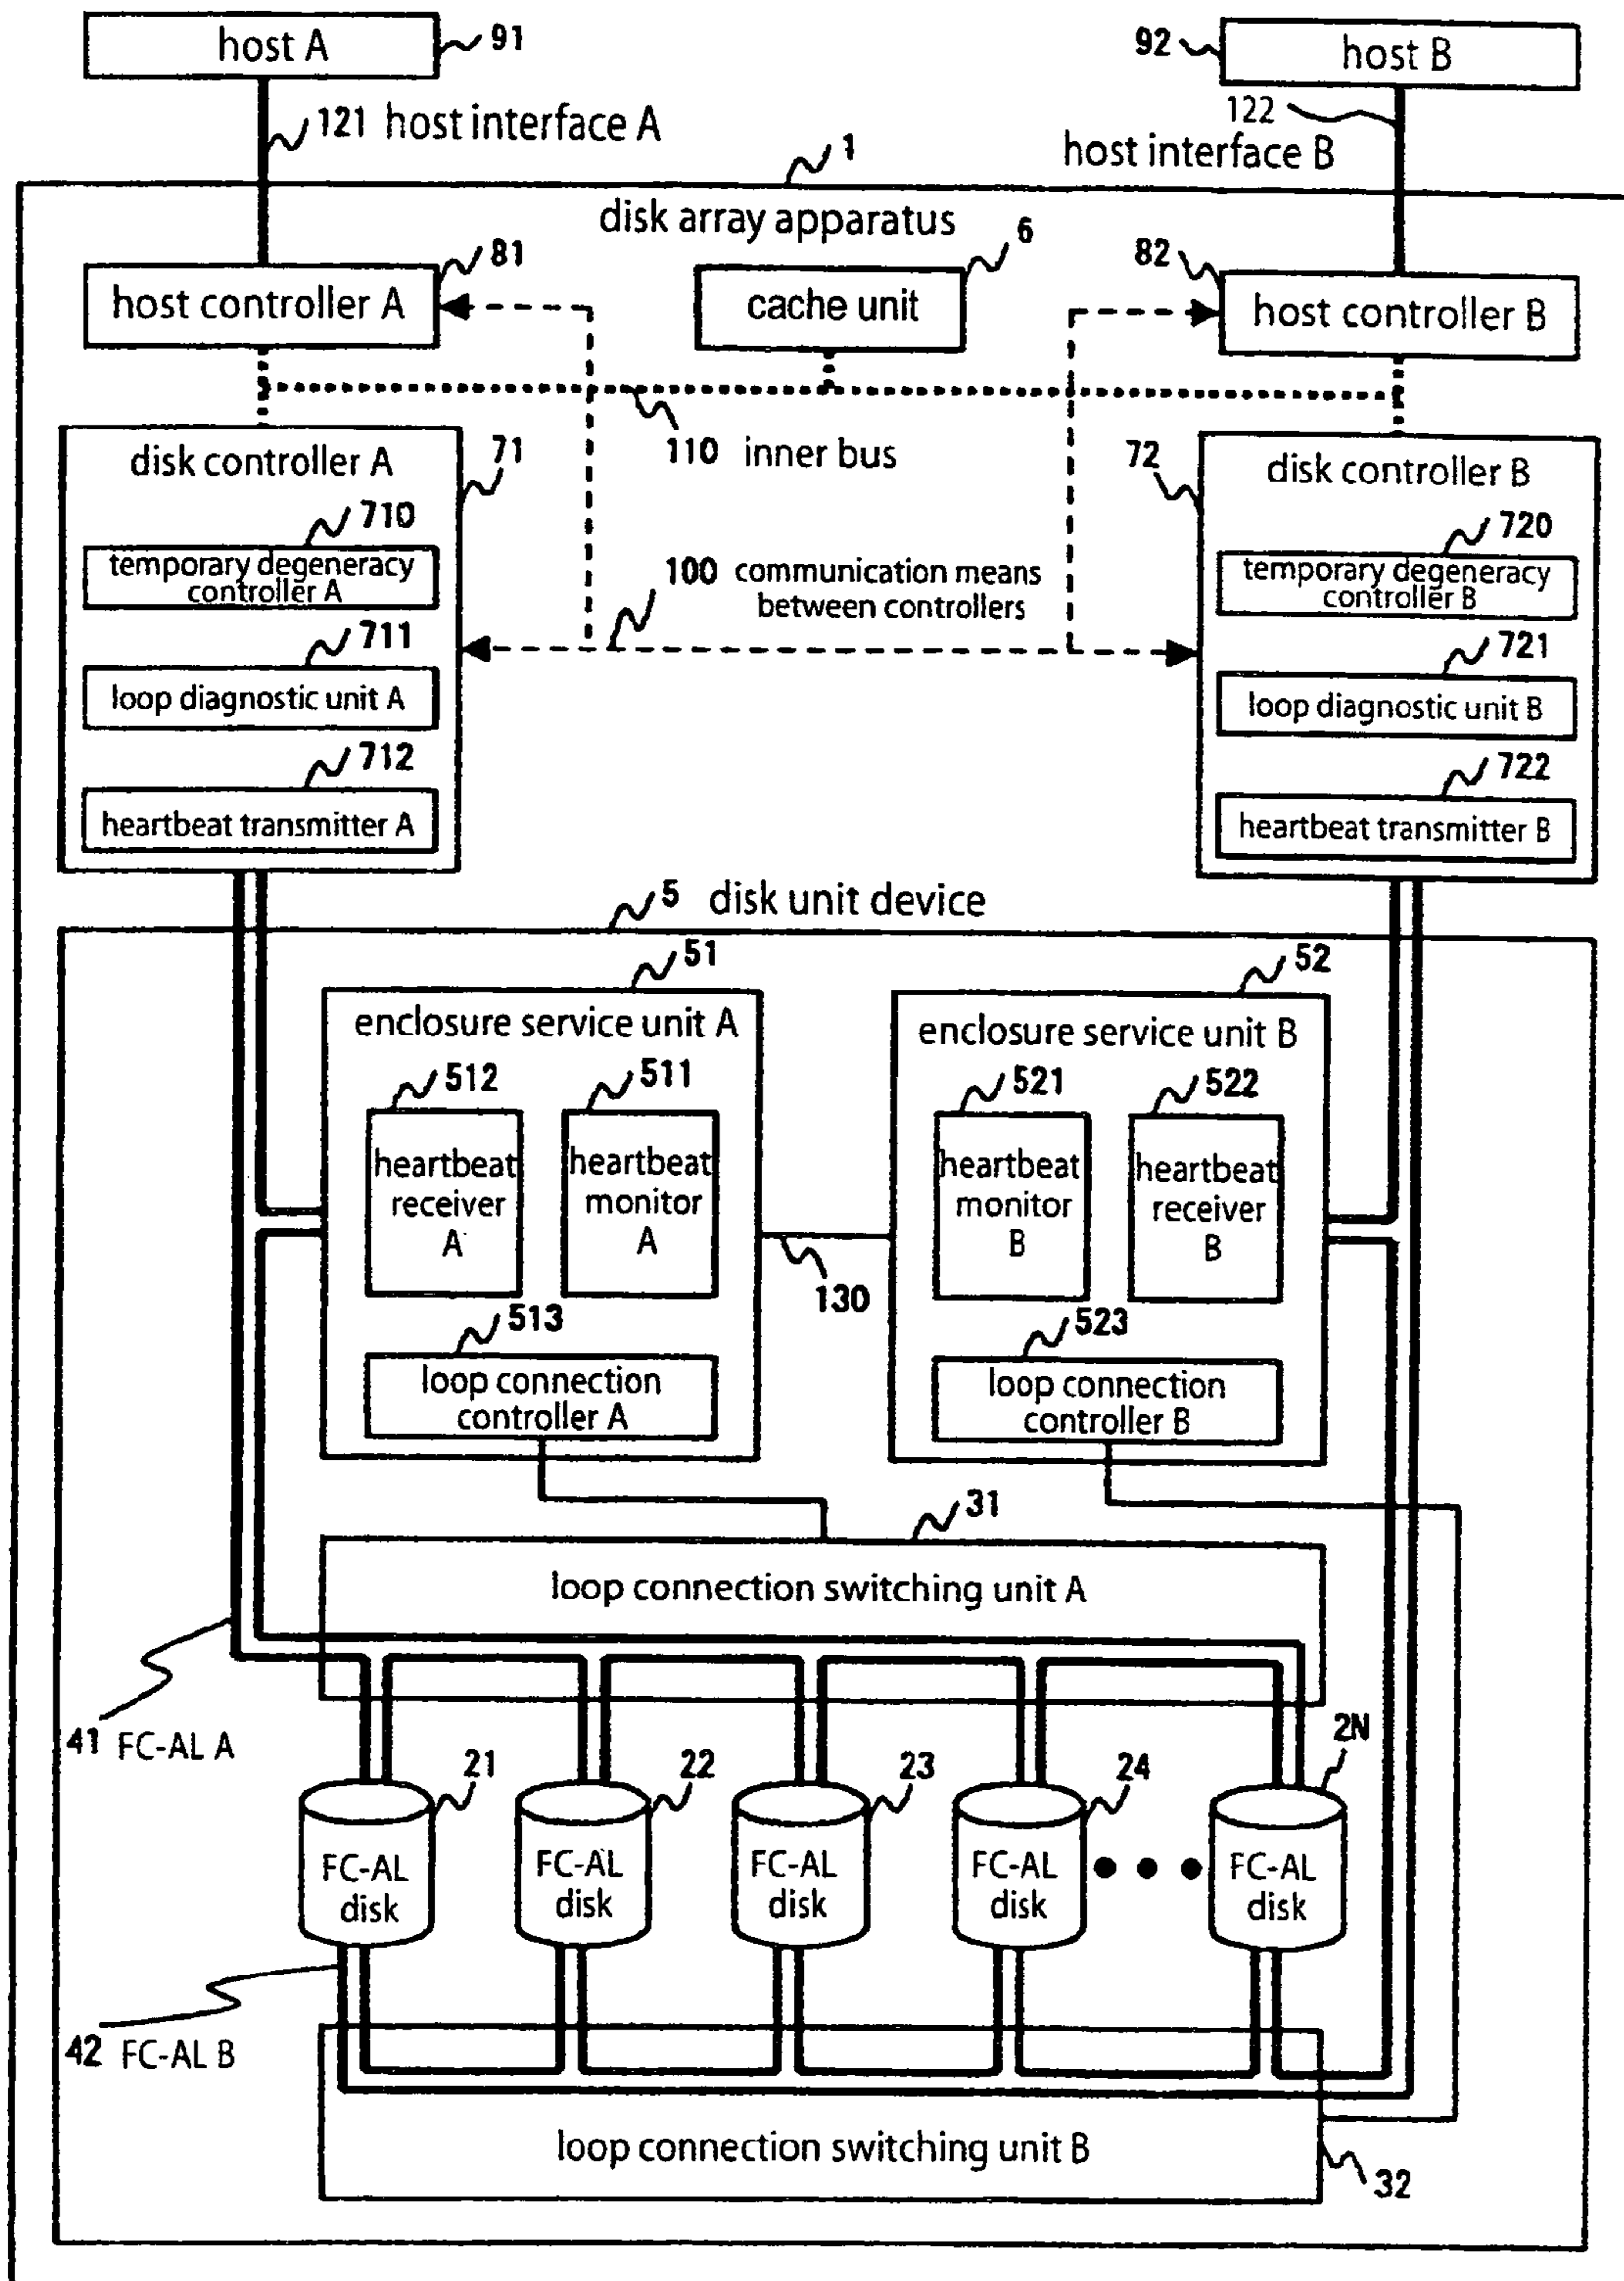 host A
91
92
host B
121 host interface A
122
host interface B
1
disk array apparatus
6
81
82
host controller A
cache unit
host controller B
110 inner bus
disk controller A
71
72
disk controller B
710
temporary degeneracy
controller A
720
temporary degeneracy
controller B
100 communication means
between controllers
711
loop diagnostic unit A
721
loop diagnostic unit B
712
heartbeat transmitter A
722
heartbeat transmitter B
5 disk unit device
51
52
enclosure service unit A
enclosure service unit B
512
511
521
522
heartbeat
receiver
A
heartbeat
monitor
A
heartbeat
monitor
B
heartbeat
receiver
B
130
513
523
loop connection
controller A
loop connection
controller B
31
loop connection switching unit A
41 FC-AL A
21
22
23
24
2N
FC-AL
disk
FC-AL
disk
FC-AL
disk
FC-AL
disk
FC-AL
disk
42 FC-AL B
loop connection switching unit B
32